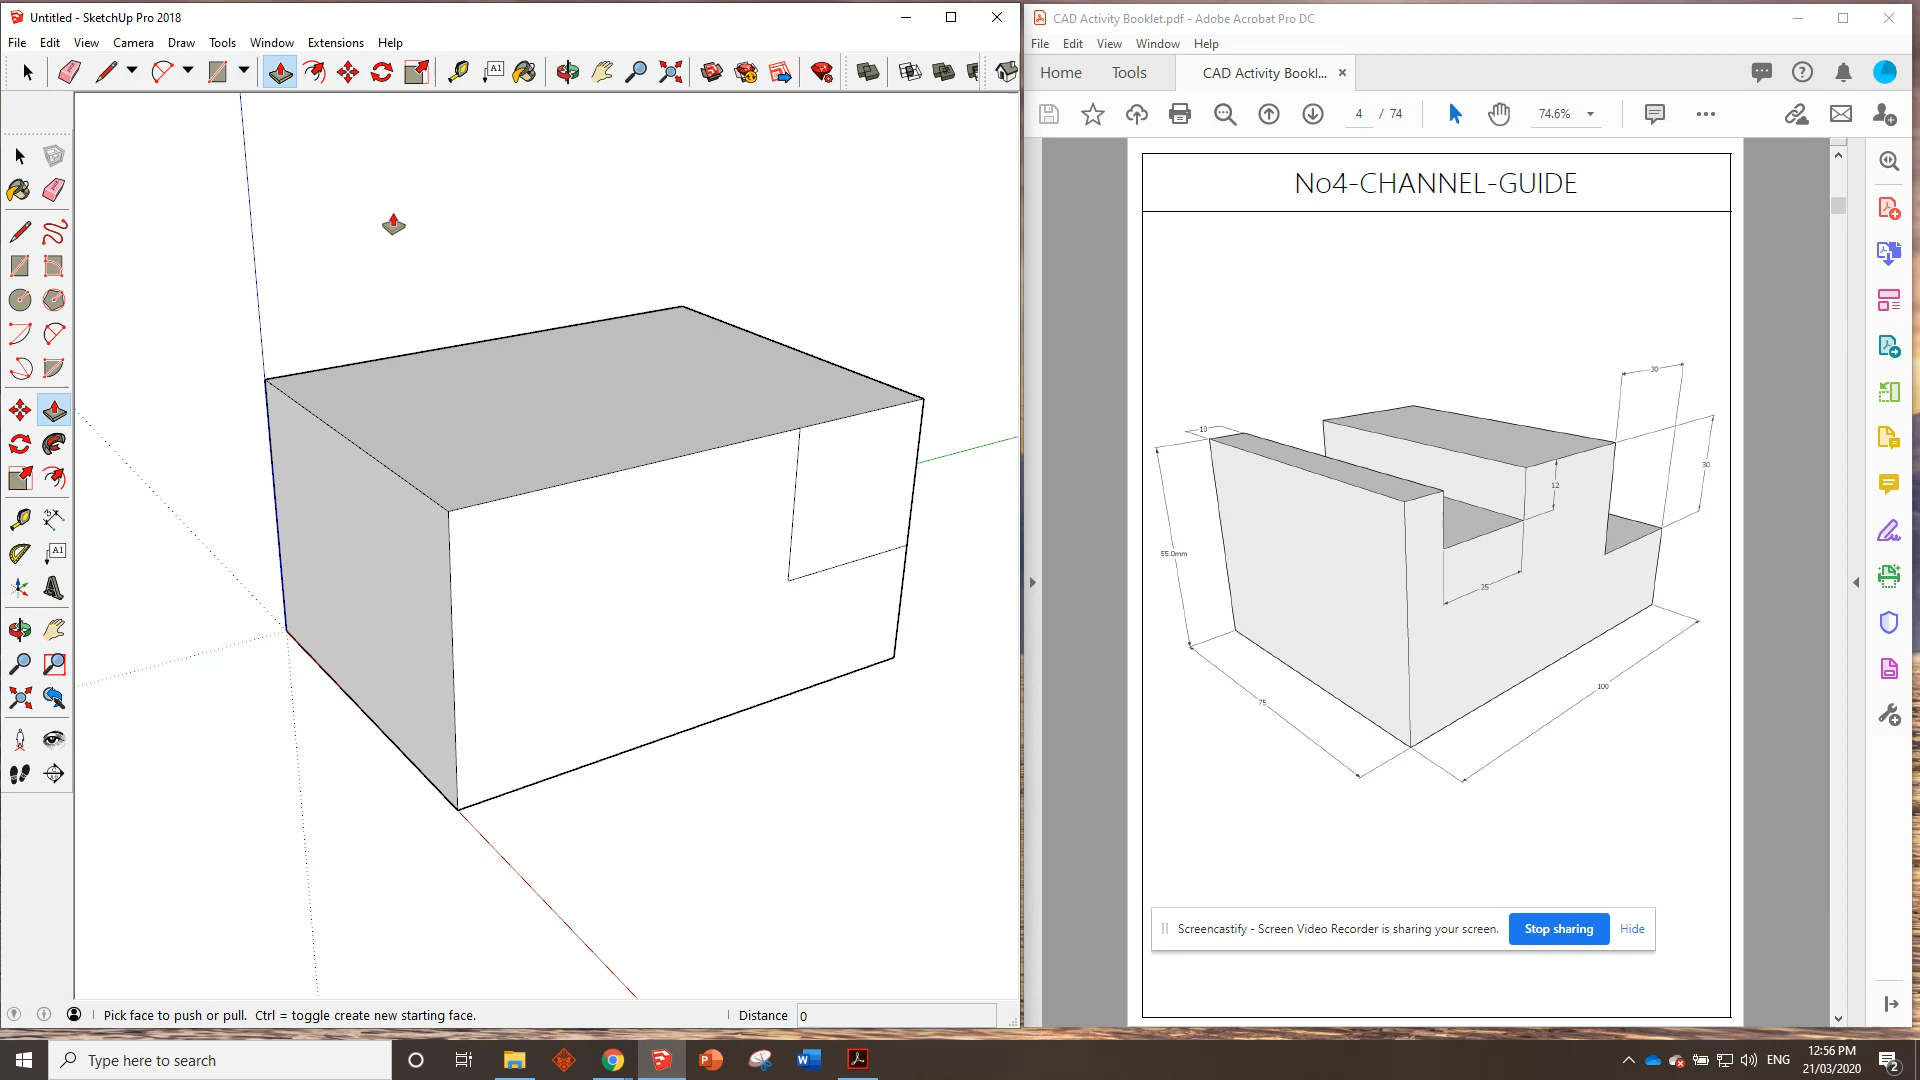 Untitled - SketchUp Pro 2018
File Edit View Camera Draw Tools Window Extensions Help
A1
A1
Pick face to push or pull. Ctrl = toggle create new starting face.
Distance 0
CAD Activity Booklet.pdf - Adobe Acrobat Pro DC
File Edit View Window Help
Home Tools CAD Activity Bookl... ×
4 / 74 74.6%
No4-CHANNEL-GUIDE
30
10
30
12
55.0mm
25
100
75
Screencastify - Screen Video Recorder is sharing your screen. Stop sharing Hide
Type here to search
ENG
12:56 PM
21/03/2020
2